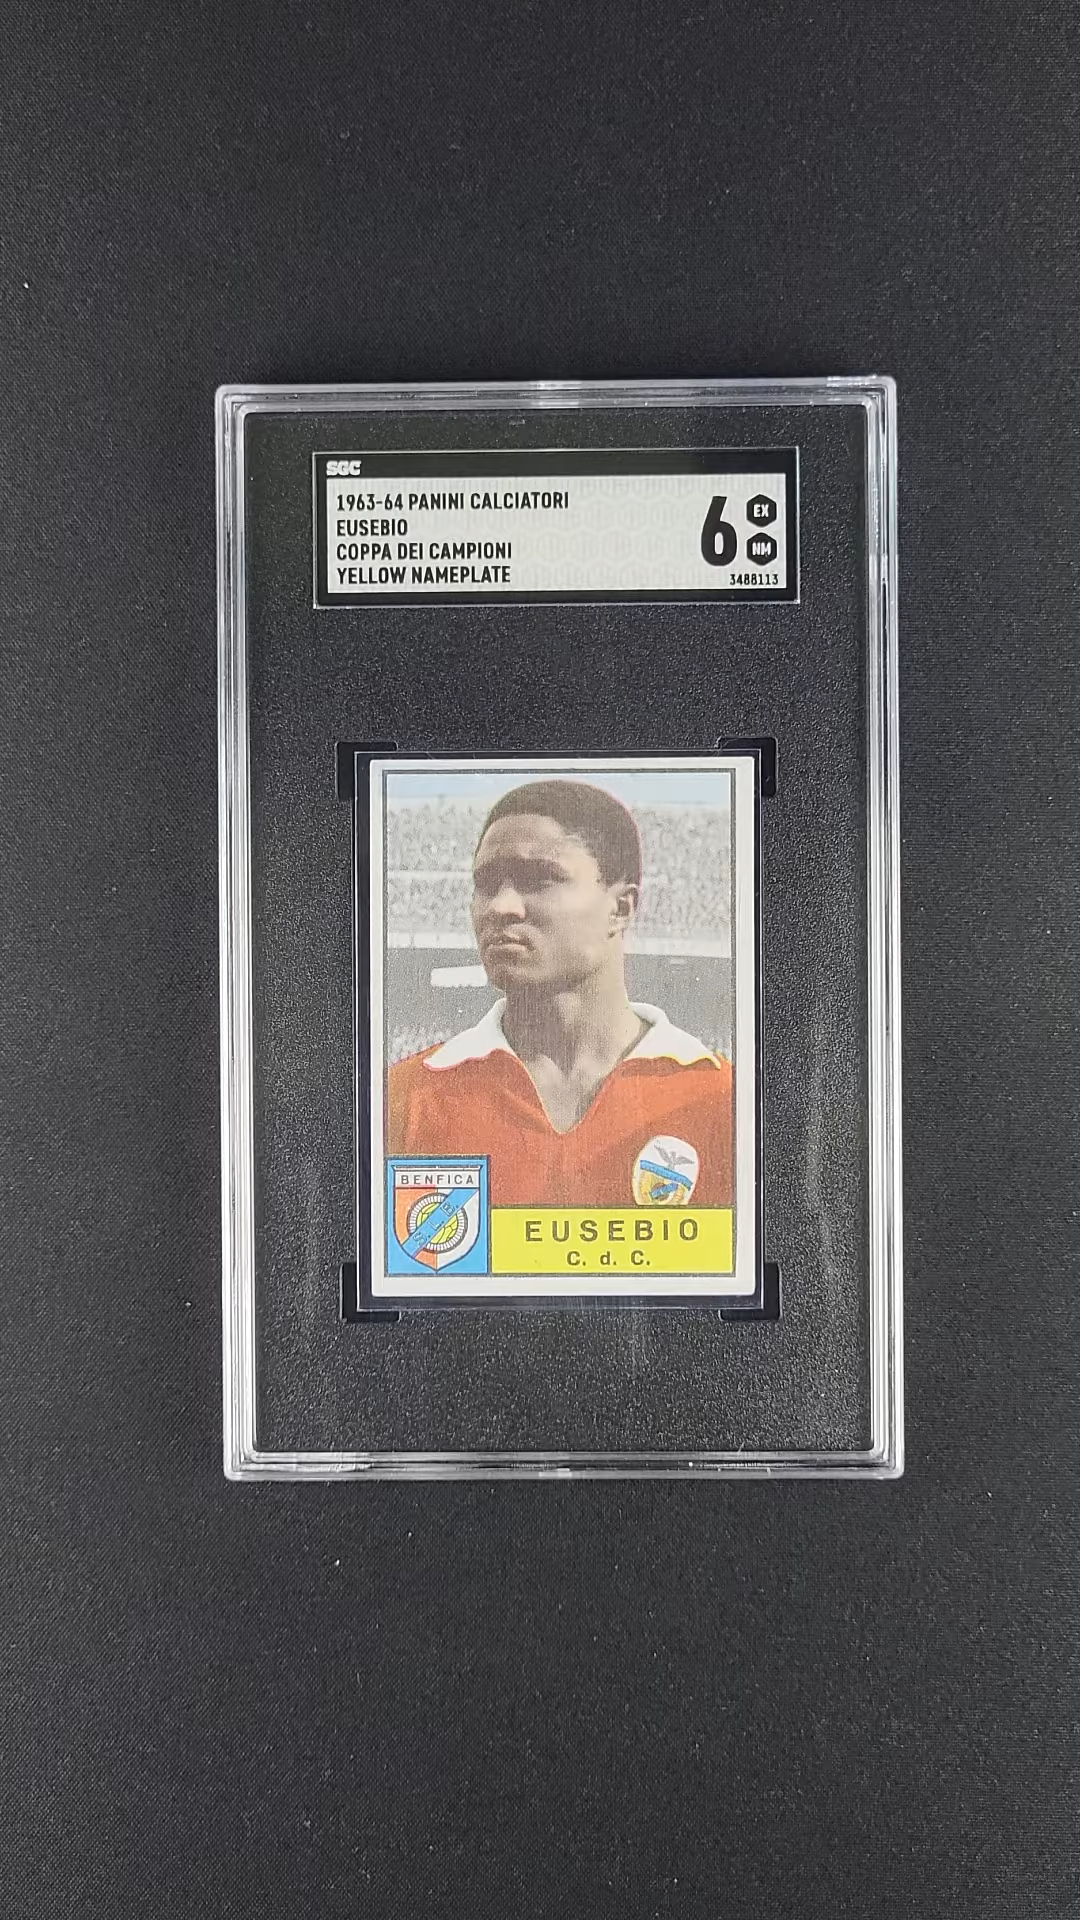 SGC
1963-64 PANINI CALCIATORI
EUSEBIO
COPPA DEI CAMPIONI
YELLOW NAMEPLATE
6 EX
NM
3488113
BENFICA
S. L. B.
EUSEBIO
C. d. C.